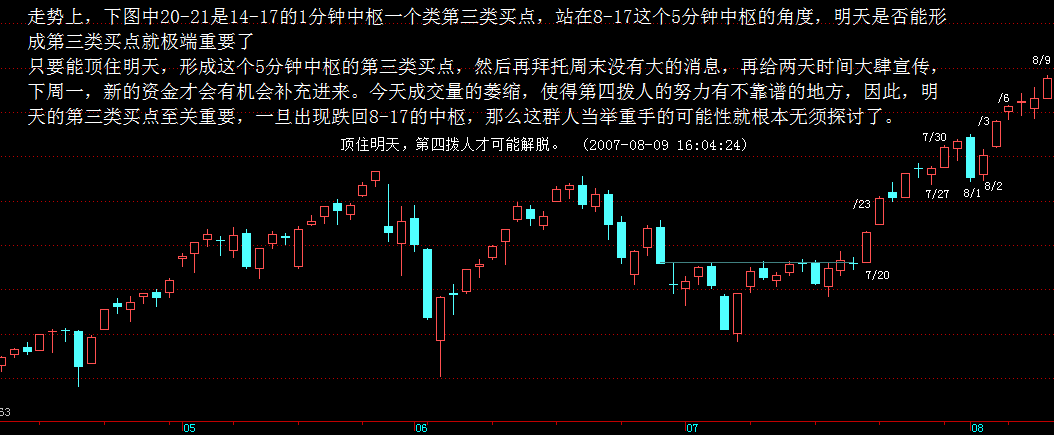 走势上，下图中20-21是14-17的1分钟中枢一个类第三类买点，站在8-17这个5分钟中枢的角度，明天是否能形
成第三类买点就极端重要了
只要能顶住明天，形成这个5分钟中枢的第三类买点，然后再拜托周末没有大的消息，再给两天时间大肆宣传，
下周一，新的资金才会有机会补充进来。今天成交量的萎缩，使得第四拨人的努力有不靠谱的地方，因此，明
天的第三类买点至关重要，一旦出现跌回8-17的中枢，那么这群人当举重手的可能性就根本无须探讨了。
顶住明天，第四拨人才可能解脱。 (2007-08-09 16:04:24)
8/9
/6
/3
7/30
7/27
8/1
8/2
/23
7/20
63
05
06
07
08